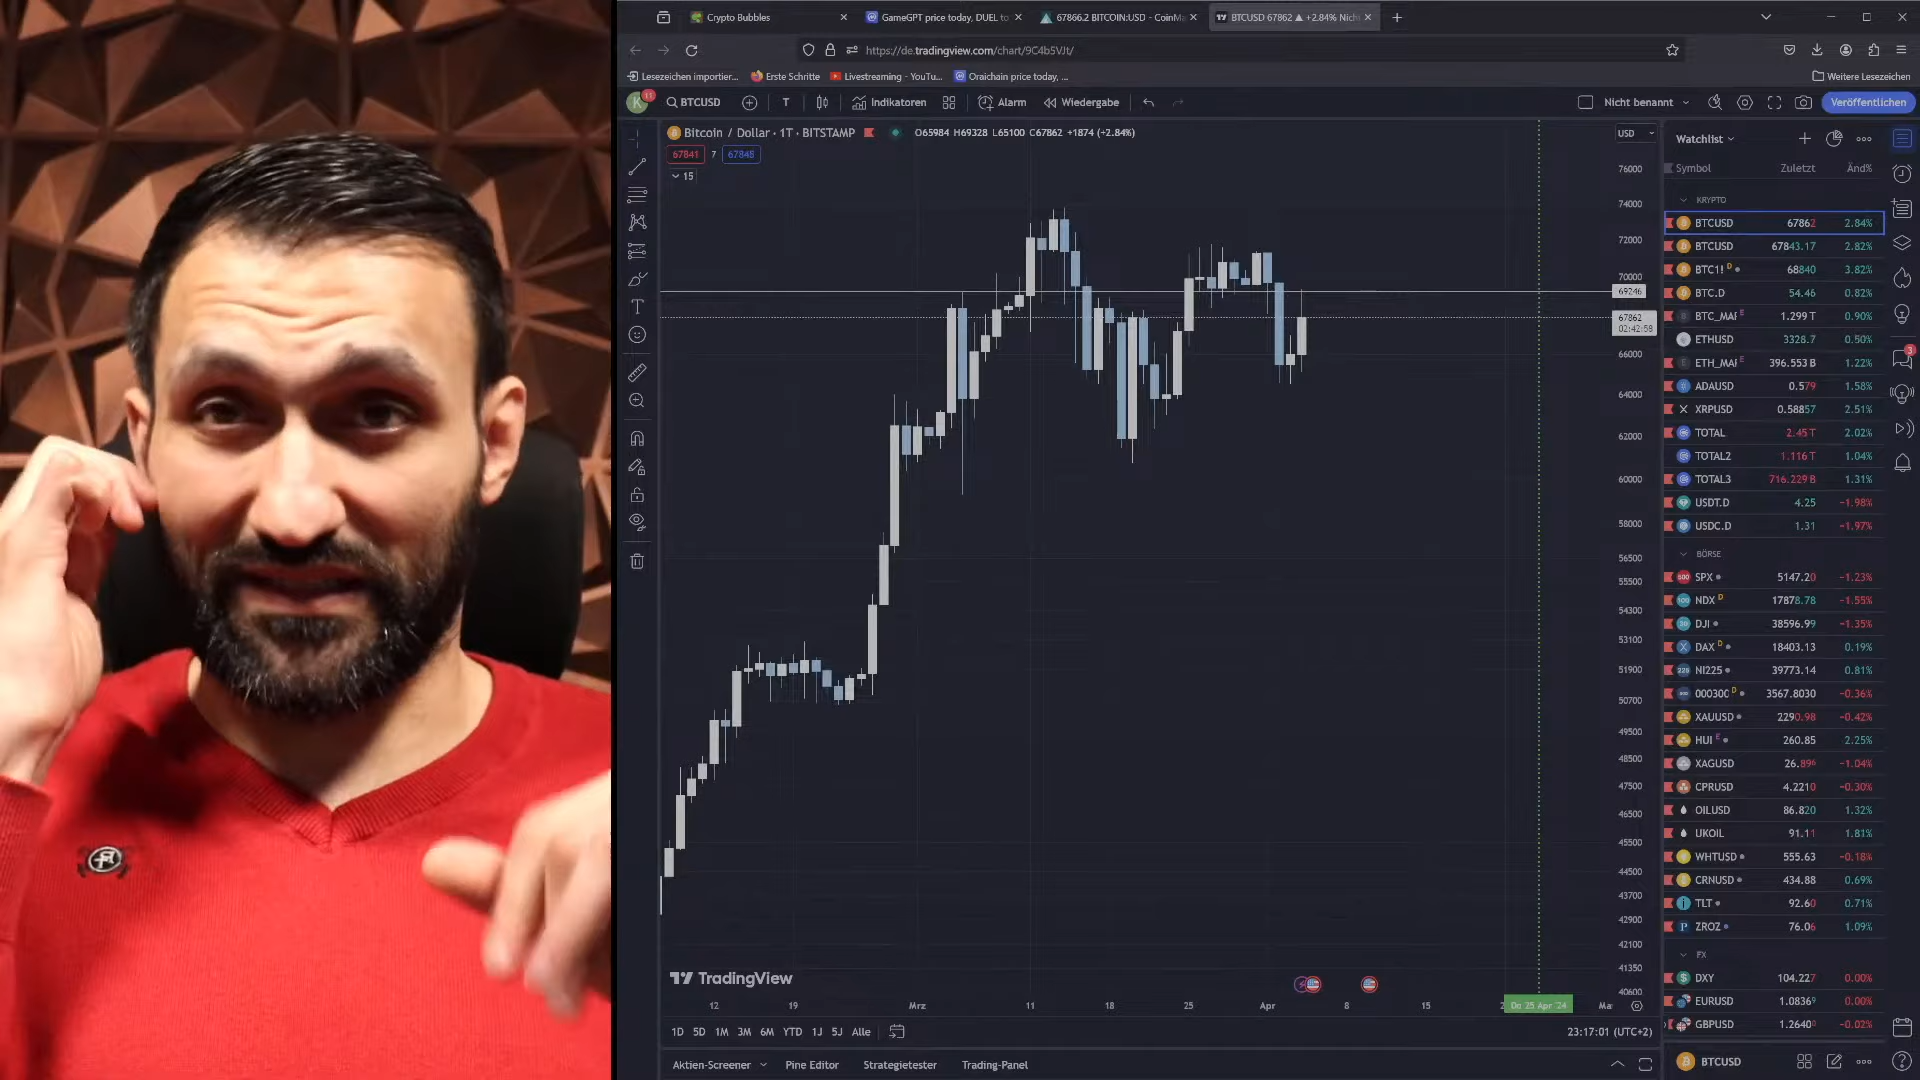 Crypto Bubbles
GameGPT price today, DUEL to
67866.2 BITCOIN:USD - CoinMa
BTCUSD 67862 ▲ +2.84% Nich
https://de.tradingview.com/chart/9C4b5VJt/
Lesezeichen importier...
Erste Schritte
Livestreaming - YouTu...
Oraichain price today, ...
Weitere Lesezeichen
K 11
BTCUSD
T
Indikatoren
Alarm
Wiedergabe
Nicht benannt
Veröffentlichen
Bitcoin / Dollar · 1T · BITSTAMP
O65984 H69328 L65100 C67862 +1874 (+2.84%)
67841 7 67848
15
USD
76000
74000
72000
70000
69246
67862
02:42:58
66000
64000
62000
60000
58000
56500
55500
54300
53100
51900
50700
49500
48500
47500
46500
45500
44500
43700
42900
42100
41350
40600
TradingView
12 19 Mrz 11 18 25 Apr 8 15 Do 25 Apr '24 Ma
1D 5D 1M 3M 6M YTD 1J 5J Alle
23:17:01 (UTC+2)
Aktien-Screener Pine Editor Strategietester Trading-Panel
Watchlist
Symbol Zuletzt Änd%
KRYPTO
BTCUSD 67862 2.84%
BTCUSD 67843.17 2.82%
BTC1! D 68840 3.82%
BTC.D 54.46 0.82%
BTC_MAR E 1.299 T 0.90%
ETHUSD 3328.7 0.50%
ETH_MAR E 396.553 B 1.22%
ADAUSD 0.579 1.58%
XRPUSD 0.58857 2.51%
TOTAL 2.45 T 2.02%
TOTAL2 1.116 T 1.04%
TOTAL3 716.229 B 1.31%
USDT.D 4.25 −1.98%
USDC.D 1.31 −1.97%
BÖRSE
SPX 5147.20 −1.23%
NDX D 17878.78 −1.55%
DJI 38596.99 −1.35%
DAX D 18403.13 0.19%
NI225 39773.14 0.81%
000300 D 3567.8030 −0.36%
XAUUSD 2290.98 −0.42%
HUI E 260.85 2.25%
XAGUSD 26.896 −1.04%
CPRUSD 4.2210 −0.30%
OILUSD 86.820 1.32%
UKOIL 91.11 1.81%
WHTUSD 555.63 −0.18%
CRNUSD 434.88 0.69%
TLT 92.60 0.71%
ZROZ 76.06 1.09%
FX
DXY 104.227 0.00%
EURUSD 1.08369 0.00%
GBPUSD 1.2640 −0.02%
BTCUSD